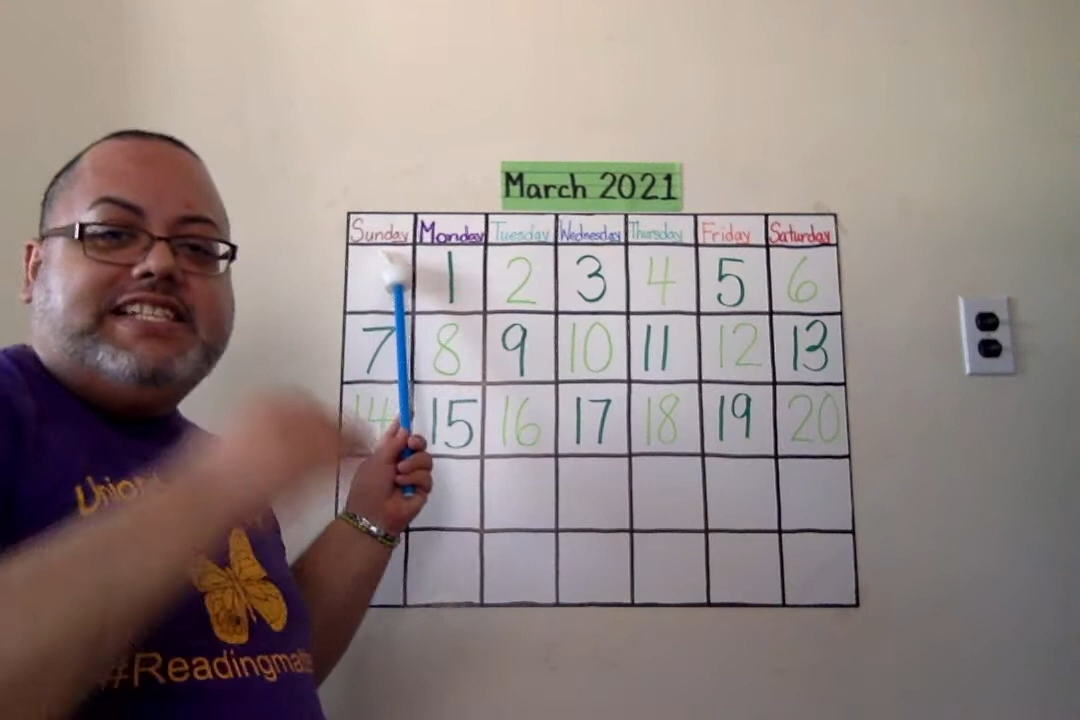 March 2021
Sunday Monday Tuesday Wednesday Thursday Friday Saturday
1 2 3 4 5 6
7 8 9 10 11 12 13
14 15 16 17 18 19 20
#Readingmat